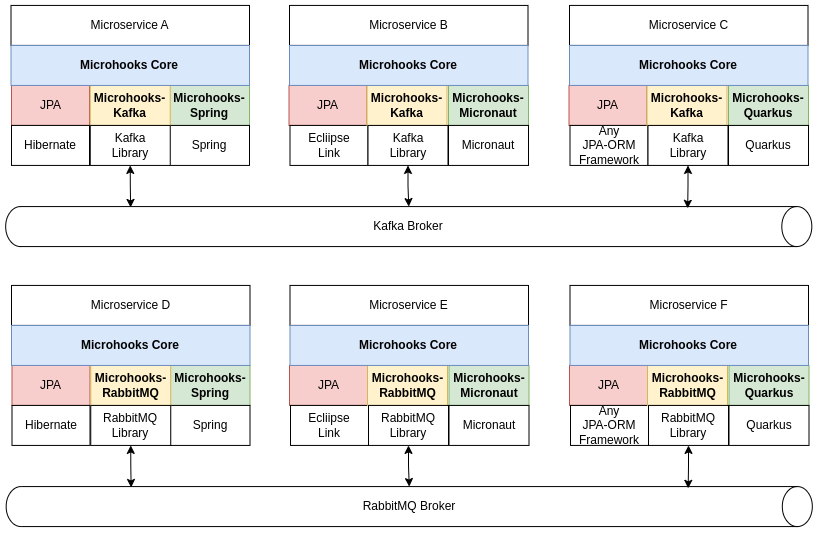 Microservice A
Microservice B
Microservice C
Microhooks Core
Microhooks Core
Microhooks Core
JPA
Microhooks-
Kafka
Microhooks-
Spring
JPA
Microhooks-
Kafka
Microhooks-
Micronaut
JPA
Microhooks-
Kafka
Microhooks-
Quarkus
Hibernate
Kafka
Library
Spring
Ecliipse
Link
Kafka
Library
Micronaut
Any
JPA-ORM
Framework
Kafka
Library
Quarkus
Kafka Broker
Microservice D
Microservice E
Microservice F
Microhooks Core
Microhooks Core
Microhooks Core
JPA
Microhooks-
RabbitMQ
Microhooks-
Spring
JPA
Microhooks-
RabbitMQ
Microhooks-
Micronaut
JPA
Microhooks-
RabbitMQ
Microhooks-
Quarkus
Hibernate
RabbitMQ
Library
Spring
Ecliipse
Link
RabbitMQ
Library
Micronaut
Any
JPA-ORM
Framework
RabbitMQ
Library
Quarkus
RabbitMQ Broker